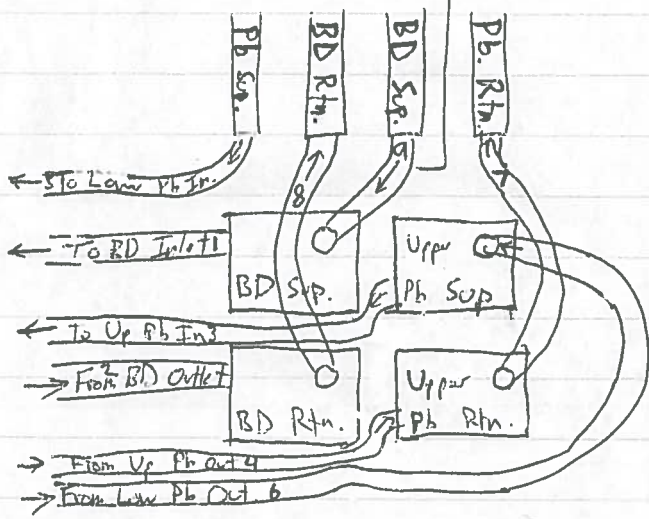 Pb Sup.
BD Rtn.
BD Sup.
Pb. Rtn.
8
7
5 To Low Pb In.
To BD Inlet 1
BD Sup.
Upper
Pb Sup
To Up Pb In 3
From 2 BD Outlet
BD Rtn.
Upper
Pb Rtn.
From Up Pb Out 4
From Low Pb Out. 6